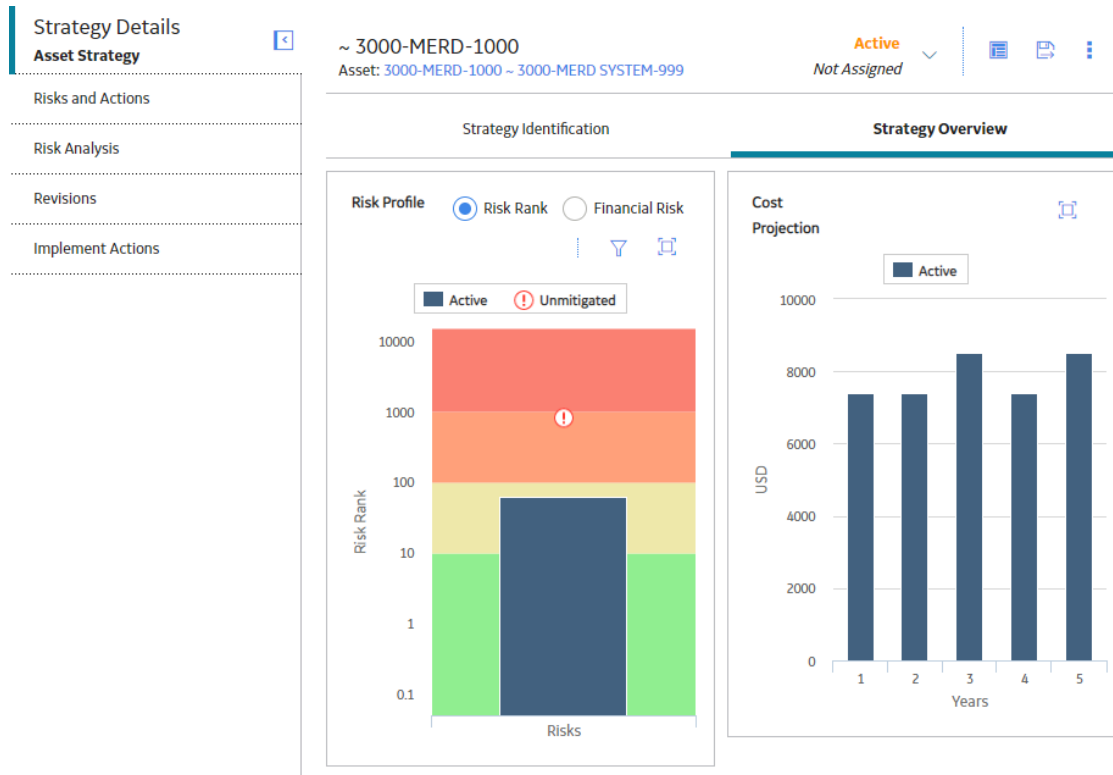 Strategy Details
Asset Strategy
Risks and Actions
Risk Analysis
Revisions
Implement Actions
~ 3000-MERD-1000
Asset: 3000-MERD-1000 ~ 3000-MERD SYSTEM-999
Active
Not Assigned
Strategy Identification
Strategy Overview
Risk Profile
Risk Rank
Financial Risk
Active
Unmitigated
10000
1000
100
10
1
0.1
Risk Rank
Risks
Cost
Projection
Active
10000
8000
6000
4000
2000
0
USD
1 2 3 4 5
Years